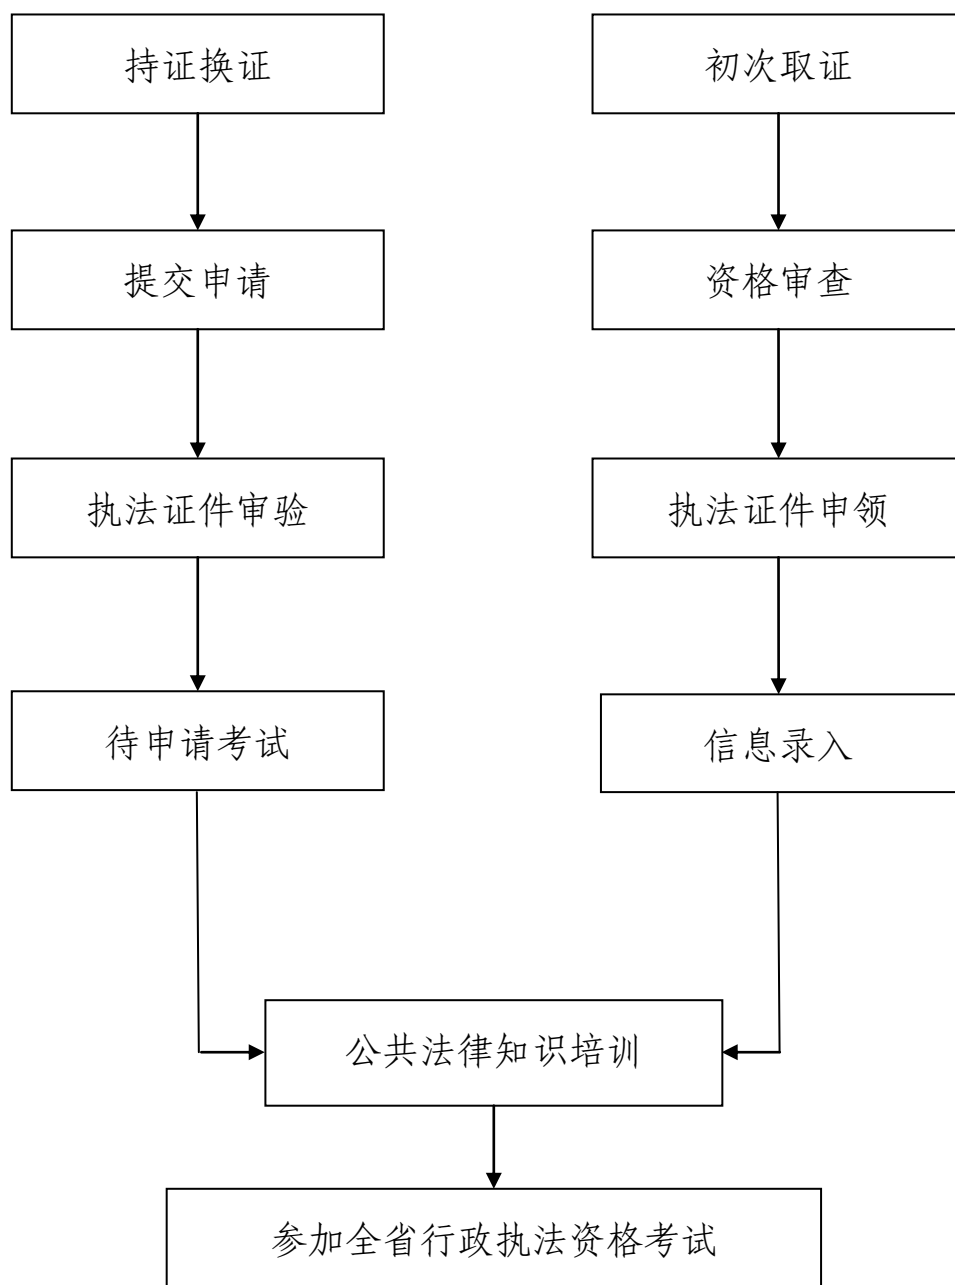 持证换证
初次取证
提交申请
资格审查
执法证件审验
执法证件申领
待申请考试
信息录入
公共法律知识培训
参加全省行政执法资格考试